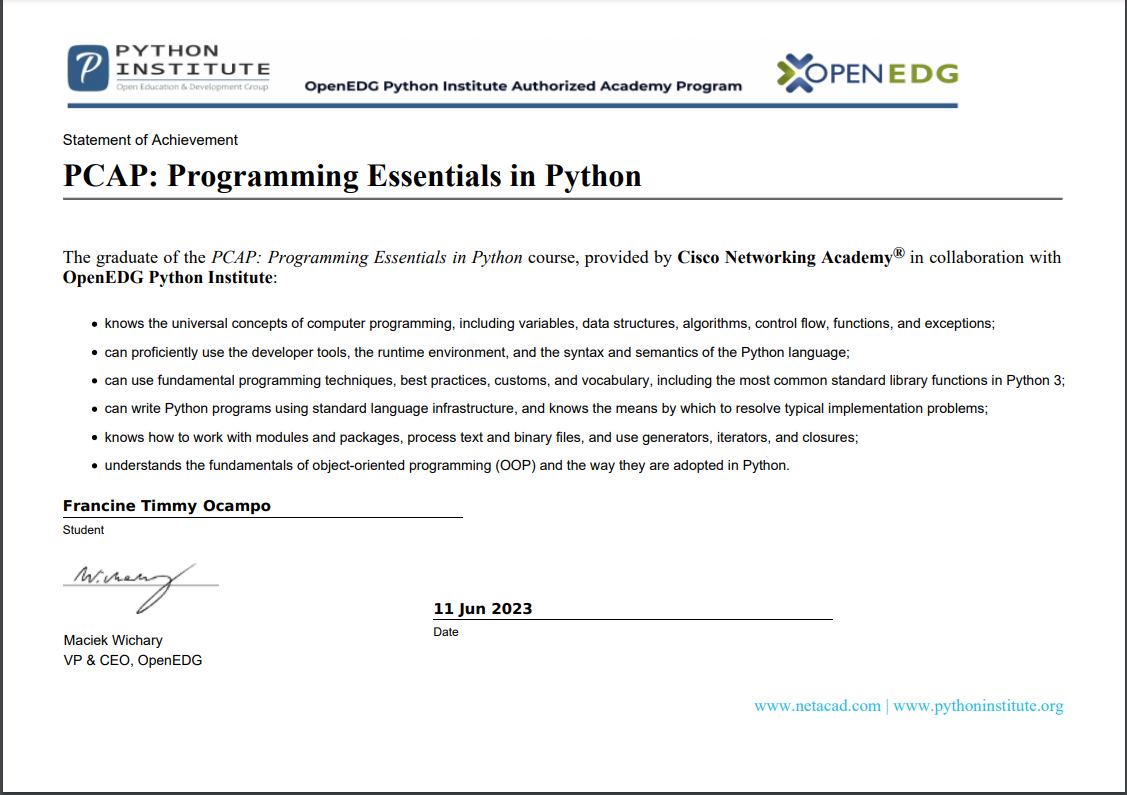 PYTHON
INSTITUTE
Open Education & Development Group
OpenEDG Python Institute Authorized Academy Program
OPENEDG
Statement of Achievement
PCAP: Programming Essentials in Python
The graduate of the PCAP: Programming Essentials in Python course, provided by Cisco Networking Academy® in collaboration with
OpenEDG Python Institute:
• knows the universal concepts of computer programming, including variables, data structures, algorithms, control flow, functions, and exceptions;
• can proficiently use the developer tools, the runtime environment, and the syntax and semantics of the Python language;
• can use fundamental programming techniques, best practices, customs, and vocabulary, including the most common standard library functions in Python 3;
• can write Python programs using standard language infrastructure, and knows the means by which to resolve typical implementation problems;
• knows how to work with modules and packages, process text and binary files, and use generators, iterators, and closures;
• understands the fundamentals of object-oriented programming (OOP) and the way they are adopted in Python.
Francine Timmy Ocampo
Student
11 Jun 2023
Date
Maciek Wichary
VP & CEO, OpenEDG
www.netacad.com | www.pythoninstitute.org